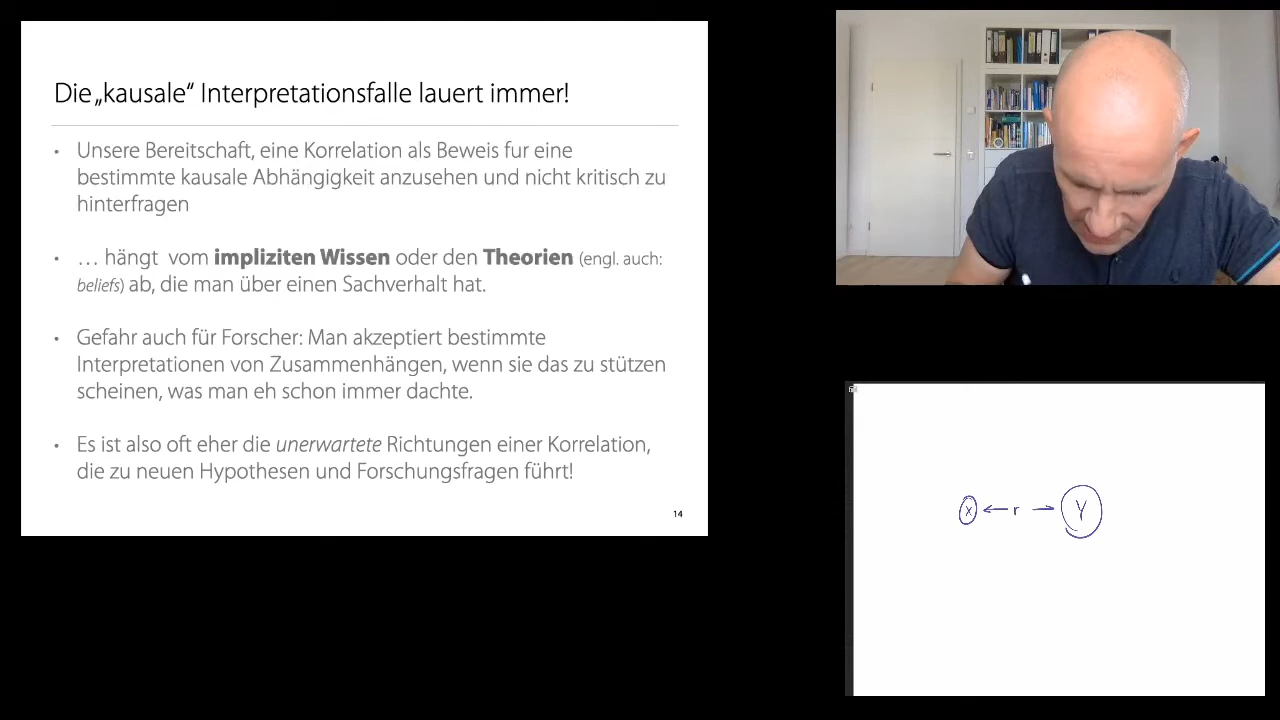 Die „kausale“ Interpretationsfalle lauert immer!
• Unsere Bereitschaft, eine Korrelation als Beweis fur eine
bestimmte kausale Abhängigkeit anzusehen und nicht kritisch zu
hinterfragen
• … hängt vom impliziten Wissen oder den Theorien (engl. auch:
beliefs) ab, die man über einen Sachverhalt hat.
• Gefahr auch für Forscher: Man akzeptiert bestimmte
Interpretationen von Zusammenhängen, wenn sie das zu stützen
scheinen, was man eh schon immer dachte.
• Es ist also oft eher die unerwartete Richtungen einer Korrelation,
die zu neuen Hypothesen und Forschungsfragen führt!
14
X ← r → Y